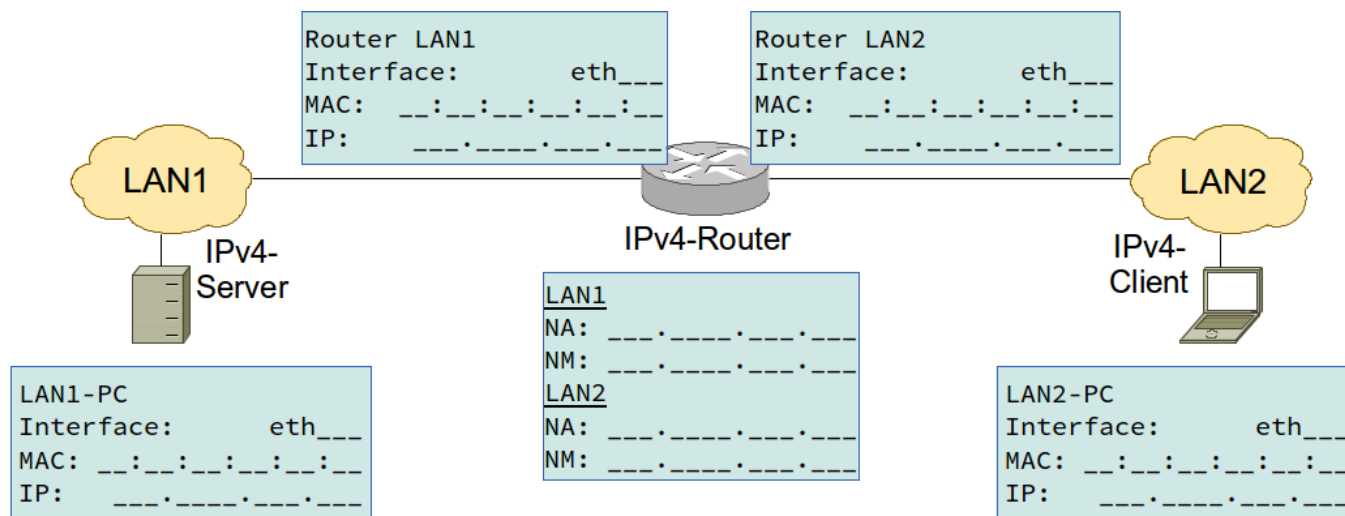 Router LAN1
Interface: eth___
MAC: __:__:__:__:__:__
IP: ___.____.___.___
Router LAN2
Interface: eth___
MAC: __:__:__:__:__:__
IP: ___.____.___.___
LAN1
LAN2
IPv4-Router
IPv4-
Server
IPv4-
Client
LAN1
NA: ___.____.___.___
NM: ___.____.___.___
LAN2
NA: ___.____.___.___
NM: ___.____.___.___
LAN1-PC
Interface: eth___
MAC: __:__:__:__:__:__
IP: ___.____.___.___
LAN2-PC
Interface: eth___
MAC: __:__:__:__:__:__
IP: ___.____.___.___